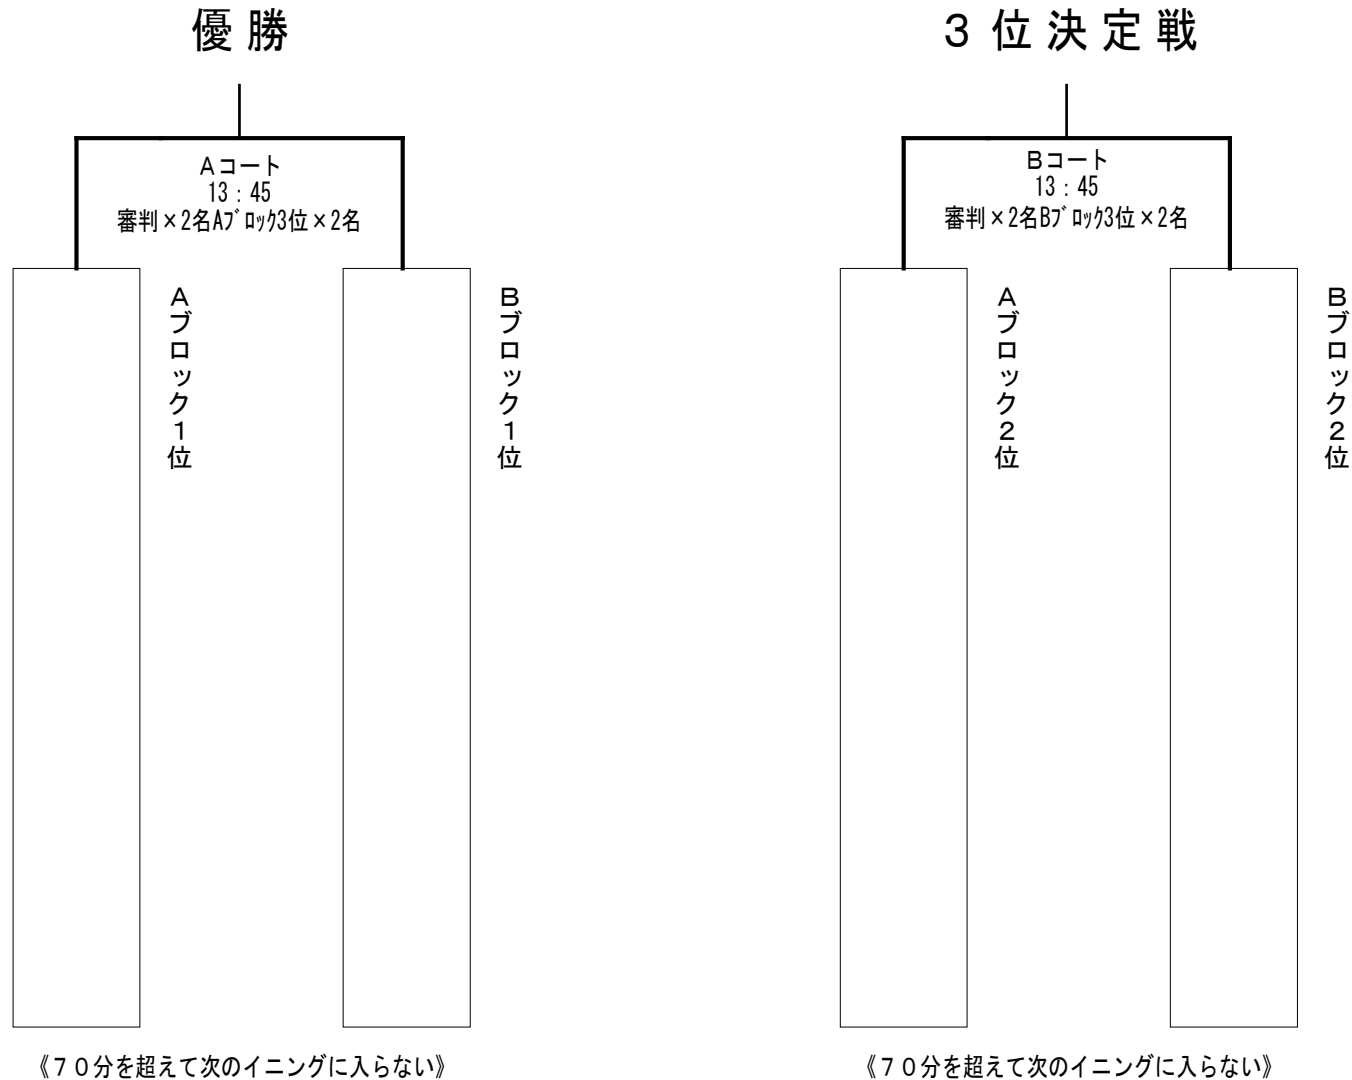 優勝
Aコート
13：45
審判×2名Aﾌﾞﾛｯｸ3位×2名
Aブロック1位
Bブロック1位
《７０分を超えて次のイニングに入らない》
３位決定戦
Bコート
13：45
審判×2名Bﾌﾞﾛｯｸ3位×2名
Aブロック2位
Bブロック2位
《７０分を超えて次のイニングに入らない》